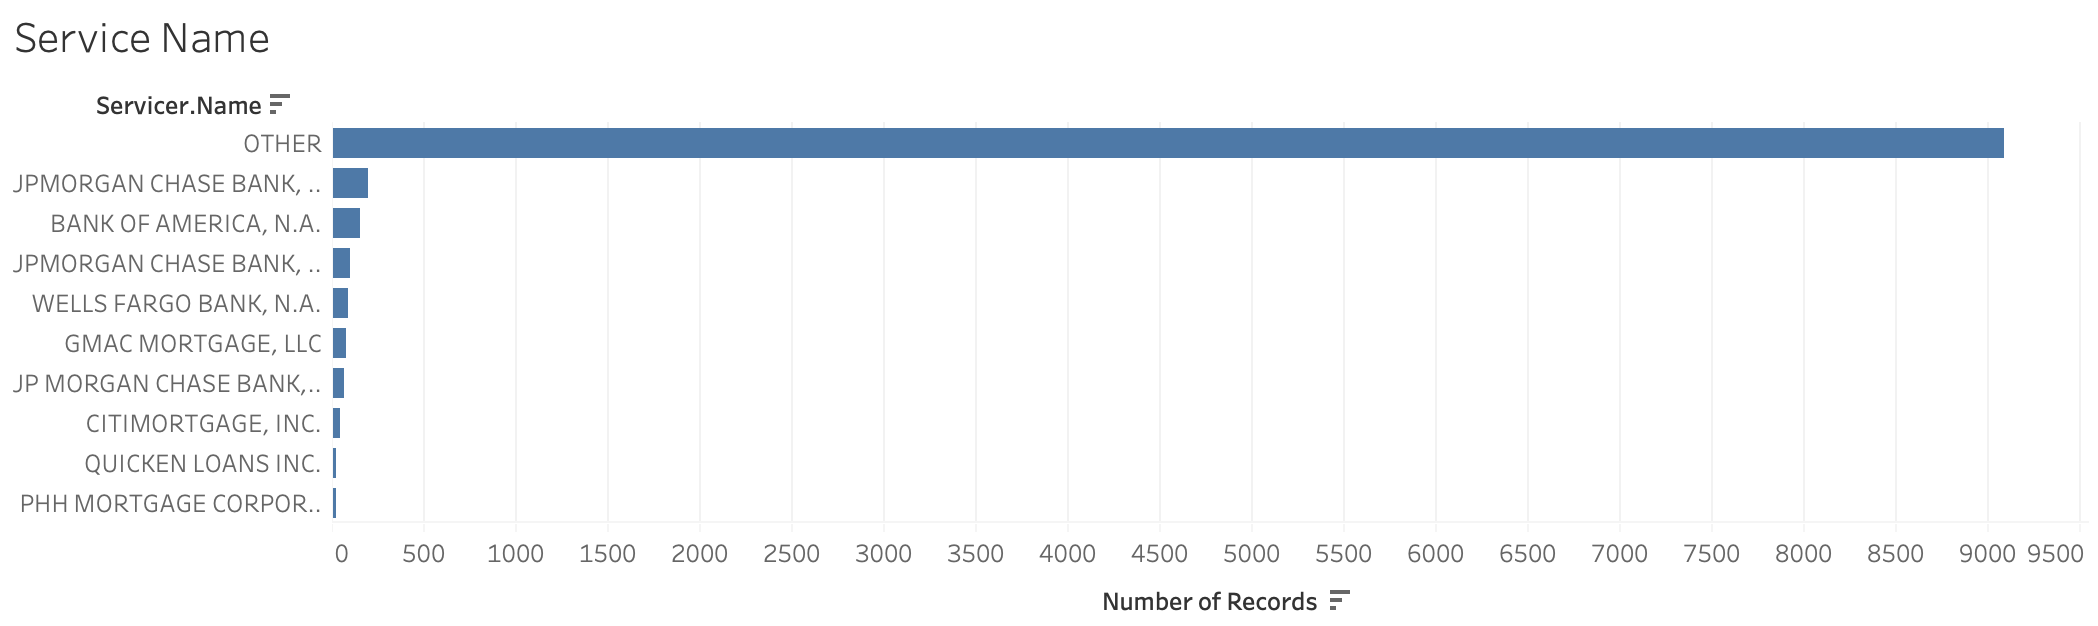 Service Name
Servicer.Name
OTHER
JPMORGAN CHASE BANK, ..
BANK OF AMERICA, N.A.
JPMORGAN CHASE BANK, ..
WELLS FARGO BANK, N.A.
GMAC MORTGAGE, LLC
JP MORGAN CHASE BANK,..
CITIMORTGAGE, INC.
QUICKEN LOANS INC.
PHH MORTGAGE CORPOR..
0 500 1000 1500 2000 2500 3000 3500 4000 4500 5000 5500 6000 6500 7000 7500 8000 8500 9000 9500
Number of Records